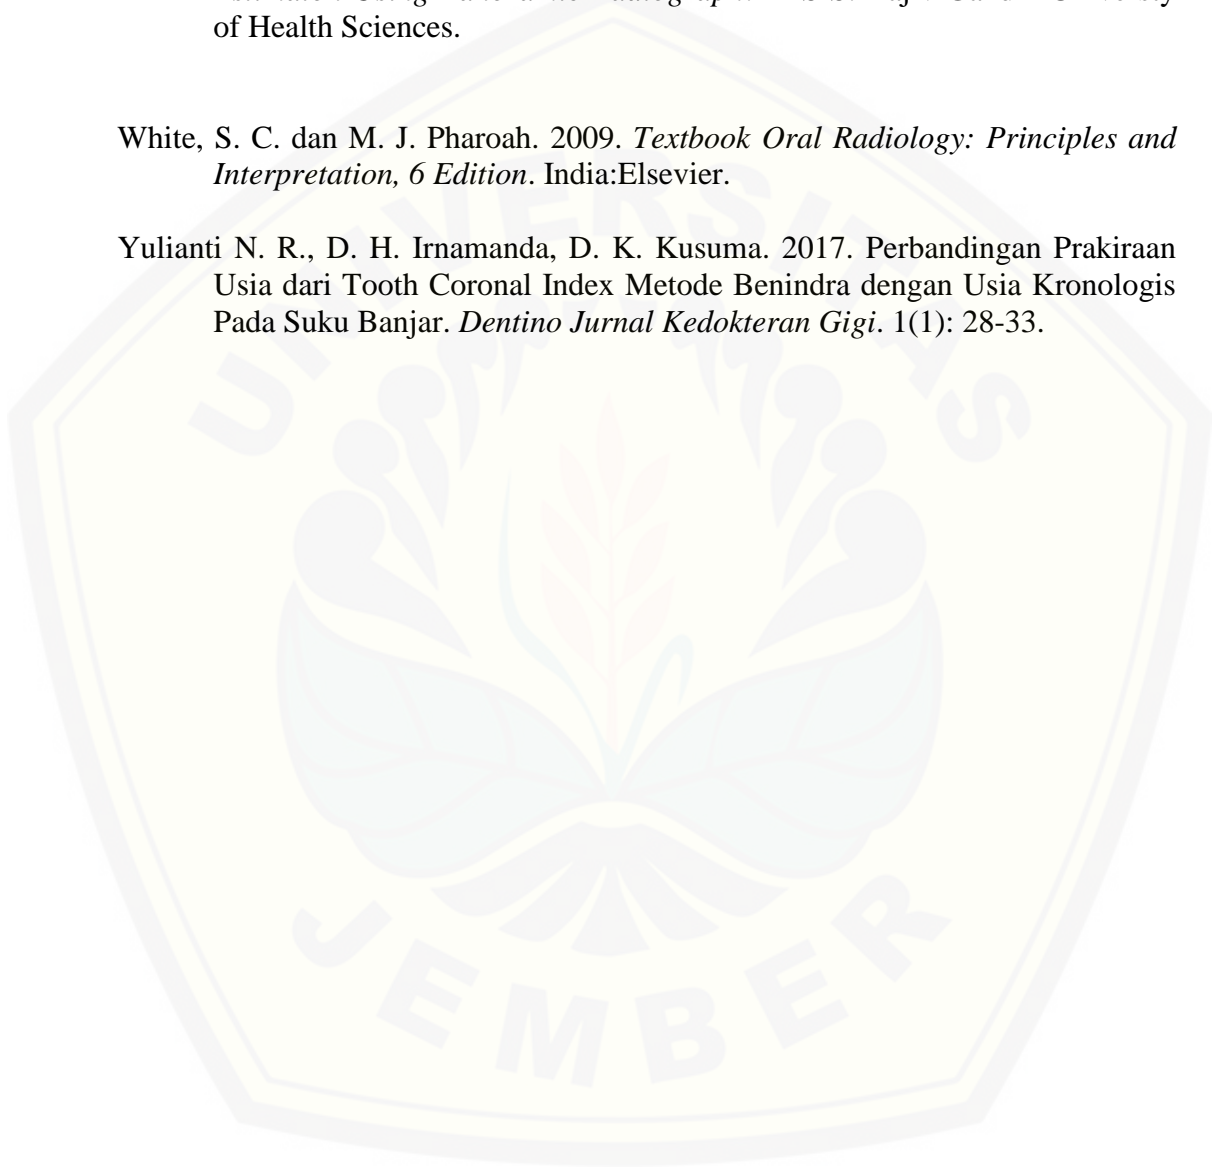 of Health Sciences.
White, S. C. dan M. J. Pharoah. 2009. Textbook Oral Radiology: Principles and
Interpretation, 6 Edition. India:Elsevier.
Yulianti N. R., D. H. Irnamanda, D. K. Kusuma. 2017. Perbandingan Prakiraan
Usia dari Tooth Coronal Index Metode Benindra dengan Usia Kronologis
Pada Suku Banjar. Dentino Jurnal Kedokteran Gigi. 1(1): 28-33.
UNIVERSITAS
JEMBER